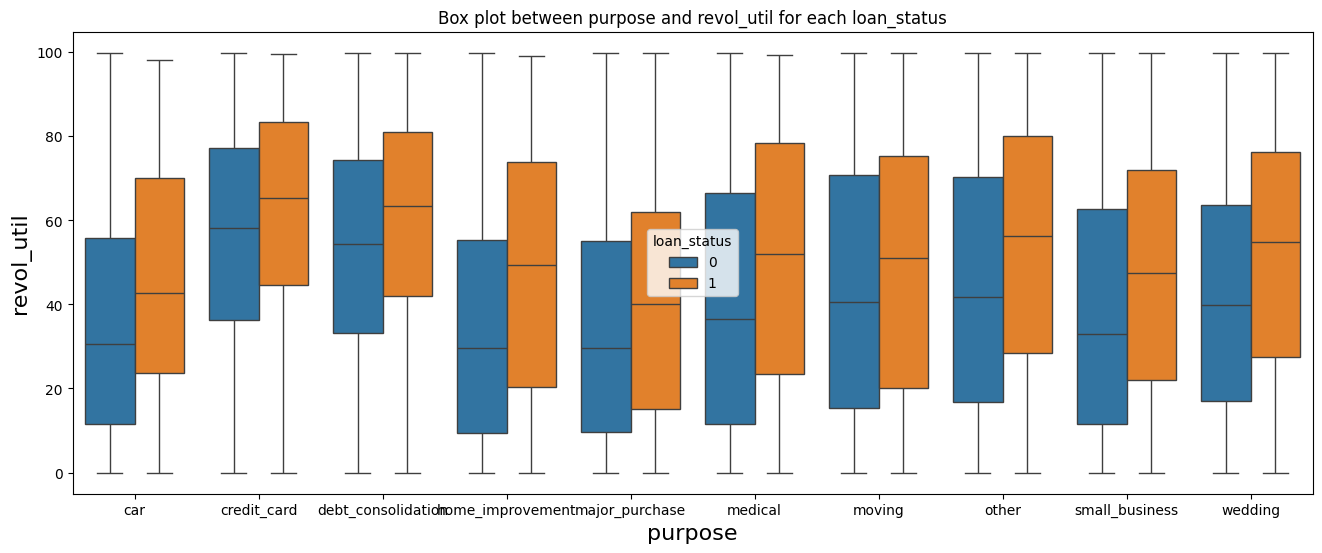 Box plot between purpose and revol_util for each loan_status
revol_util
100
80
60
40
20
0
loan_status
0
1
car credit_card debt_consolidation home_improvement major_purchase medical moving other small_business wedding
purpose